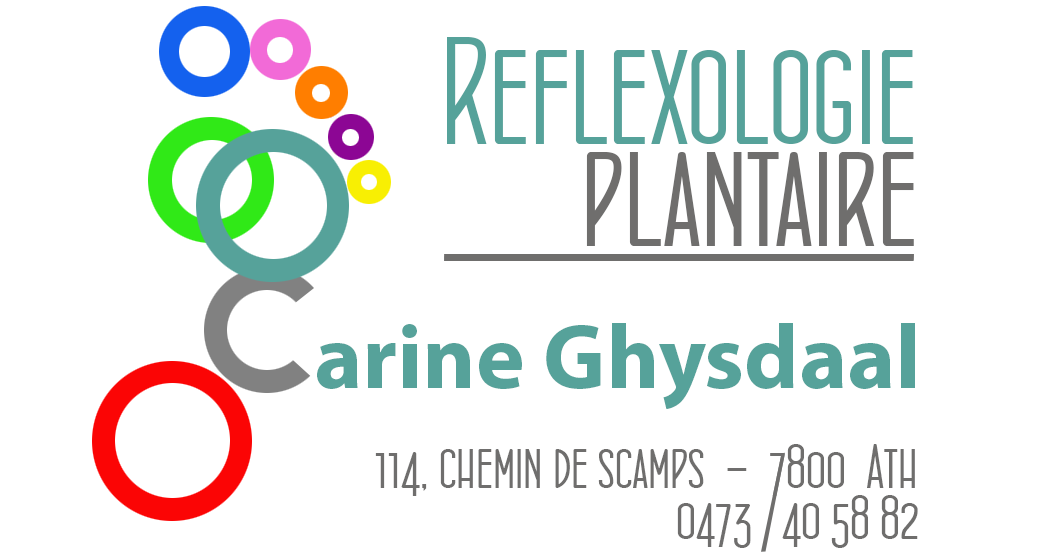 REFLEXOLOGIE
PLANTAIRE
Carine Ghysdaal
114, CHEMIN DE SCAMPS – 7800 ATH
0473/40 58 82